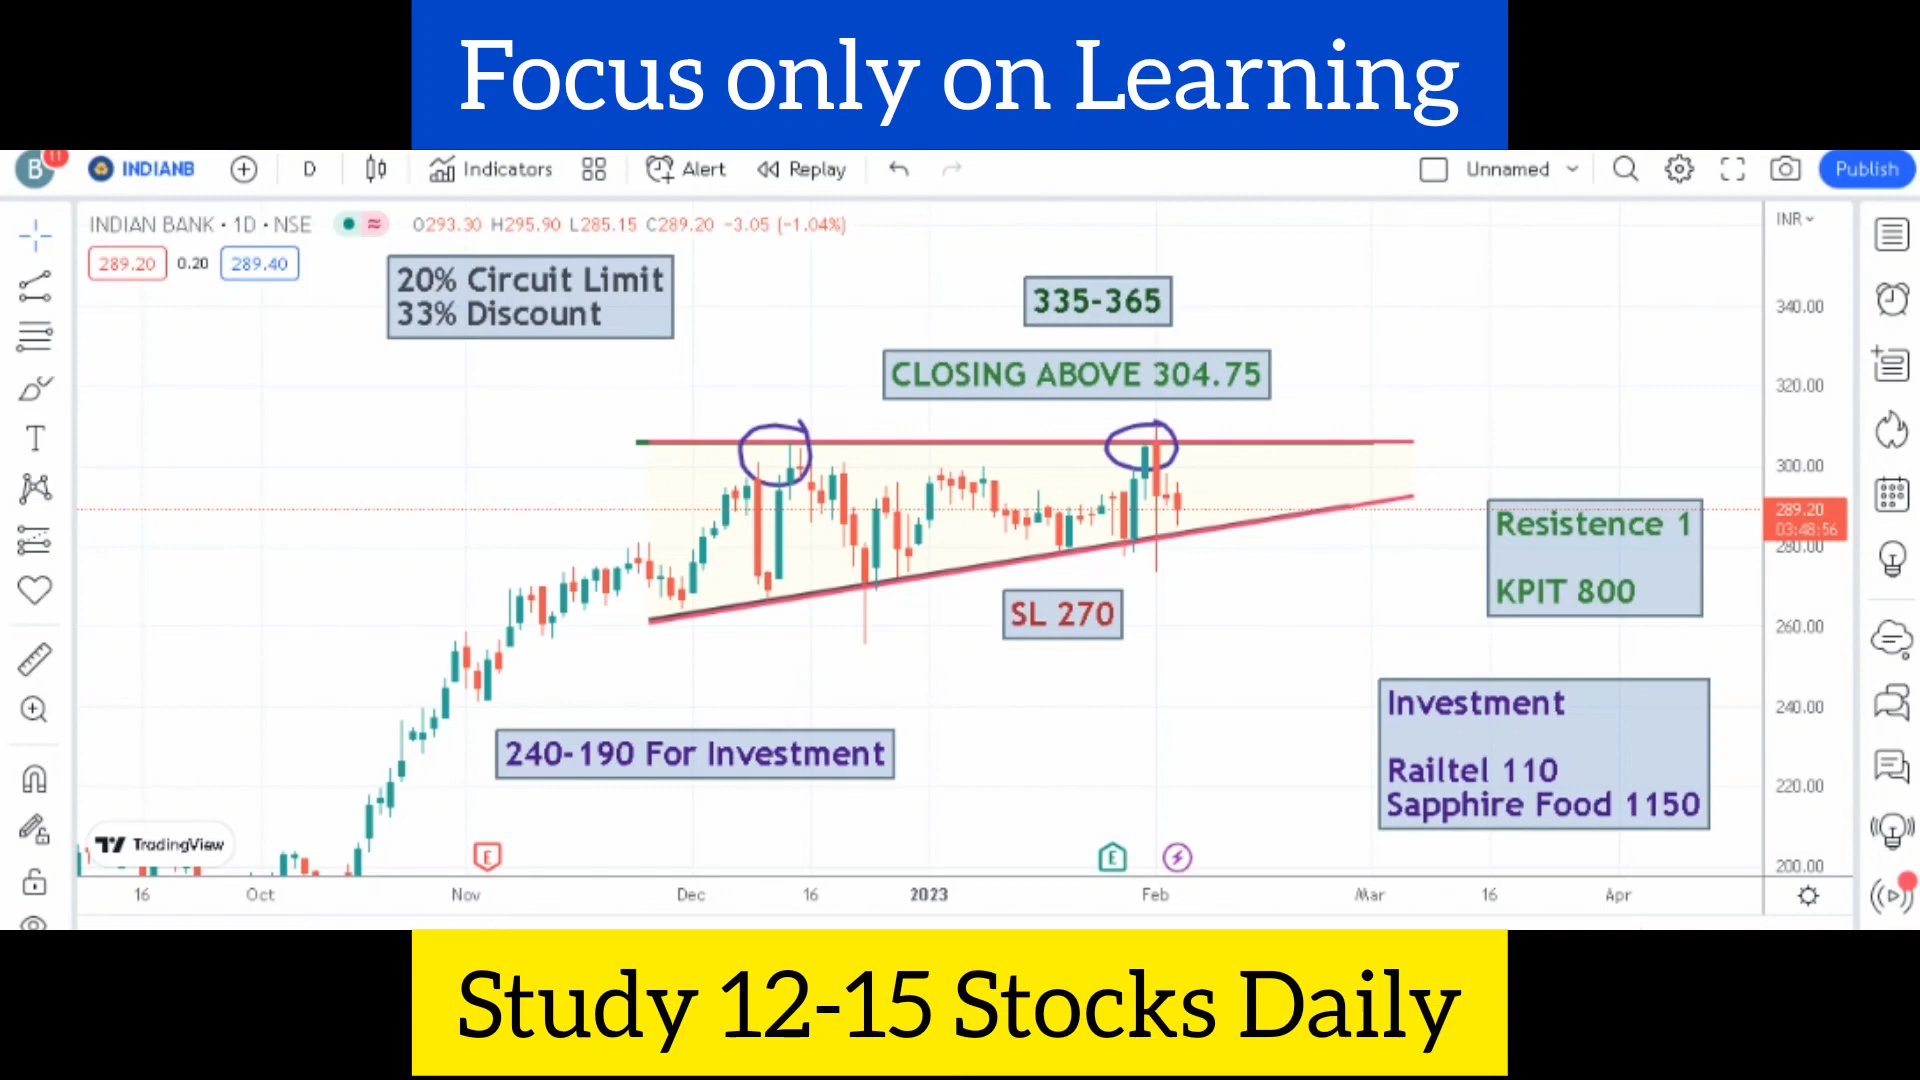 Focus only on Learning
B 11 INDIANB D Indicators Alert Replay Unnamed Publish
INDIAN BANK · 1D · NSE O293.30 H295.90 L285.15 C289.20 −3.05 (−1.04%) INR
289.20 0.20 289.40
20% Circuit Limit
33% Discount
335-365
340.00
CLOSING ABOVE 304.75
320.00
300.00
289.20
03:48:56
280.00
Resistence 1
KPIT 800
SL 270
260.00
Investment
Railtel 110
Sapphire Food 1150
240.00
240-190 For Investment
220.00
TradingView
E E
200.00
16 Oct Nov Dec 16 2023 Feb Mar 16 Apr
Study 12-15 Stocks Daily